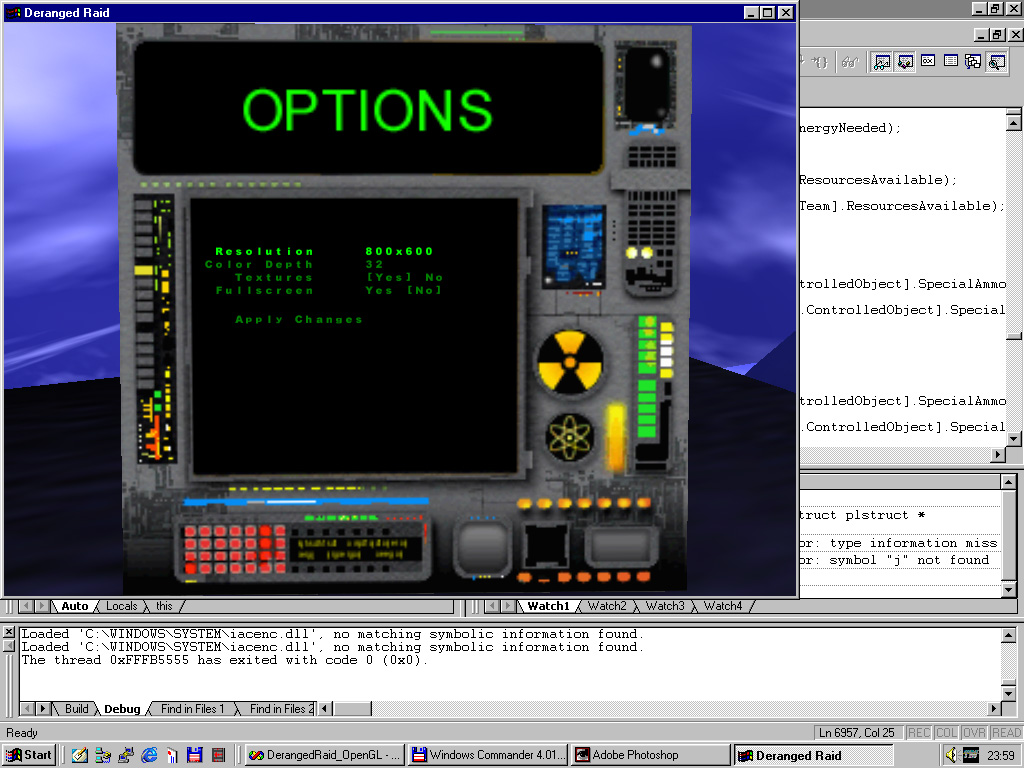 Deranged Raid
OPTIONS
Resolution 800x600
Color Depth 32
Textures [Yes] No
Fullscreen Yes [No]
Apply Changes
nergyNeeded);
ResourcesAvailable);
Team].ResourcesAvailable);
trolledObject].SpecialAmmo
.ControlledObject].Special
trolledObject].SpecialAmmo
.ControlledObject].Special
truct plstruct *
or: type information miss
or: symbol "j" not found
Auto Locals this Watch1 Watch2 Watch3 Watch4
Loaded 'C:\WINDOWS\SYSTEM\iacenc.dll', no matching symbolic information found.
Loaded 'C:\WINDOWS\SYSTEM\iacenc.dll', no matching symbolic information found.
The thread 0xFFFB5555 has exited with code 0 (0x0).
Build Debug Find in Files 1 Find in Files 2
Ready Ln 6957, Col 25 REC COL OVR READ
Start DerangedRaid_OpenGL - ... Windows Commander 4.01... Adobe Photoshop Deranged Raid 23:59